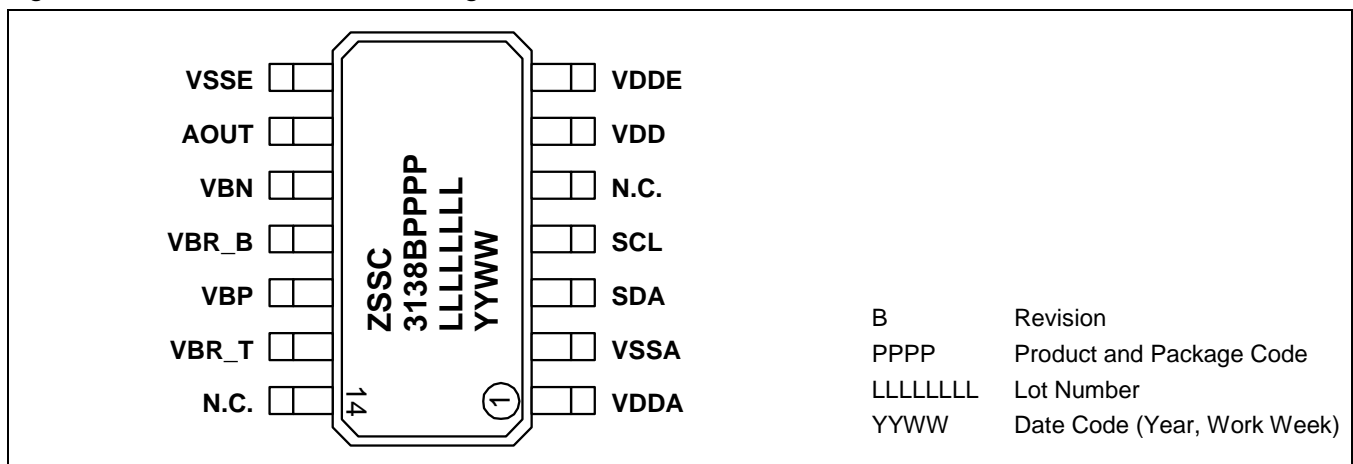 VSSE
AOUT
VBN
VBR_B
VBP
VBR_T
N.C.
ZSSC
3138BPPPP
LLLLLLLL
YYWW
14
1
VDDE
VDD
N.C.
SCL
SDA
VSSA
VDDA
B Revision
PPPP Product and Package Code
LLLLLLLL Lot Number
YYWW Date Code (Year, Work Week)